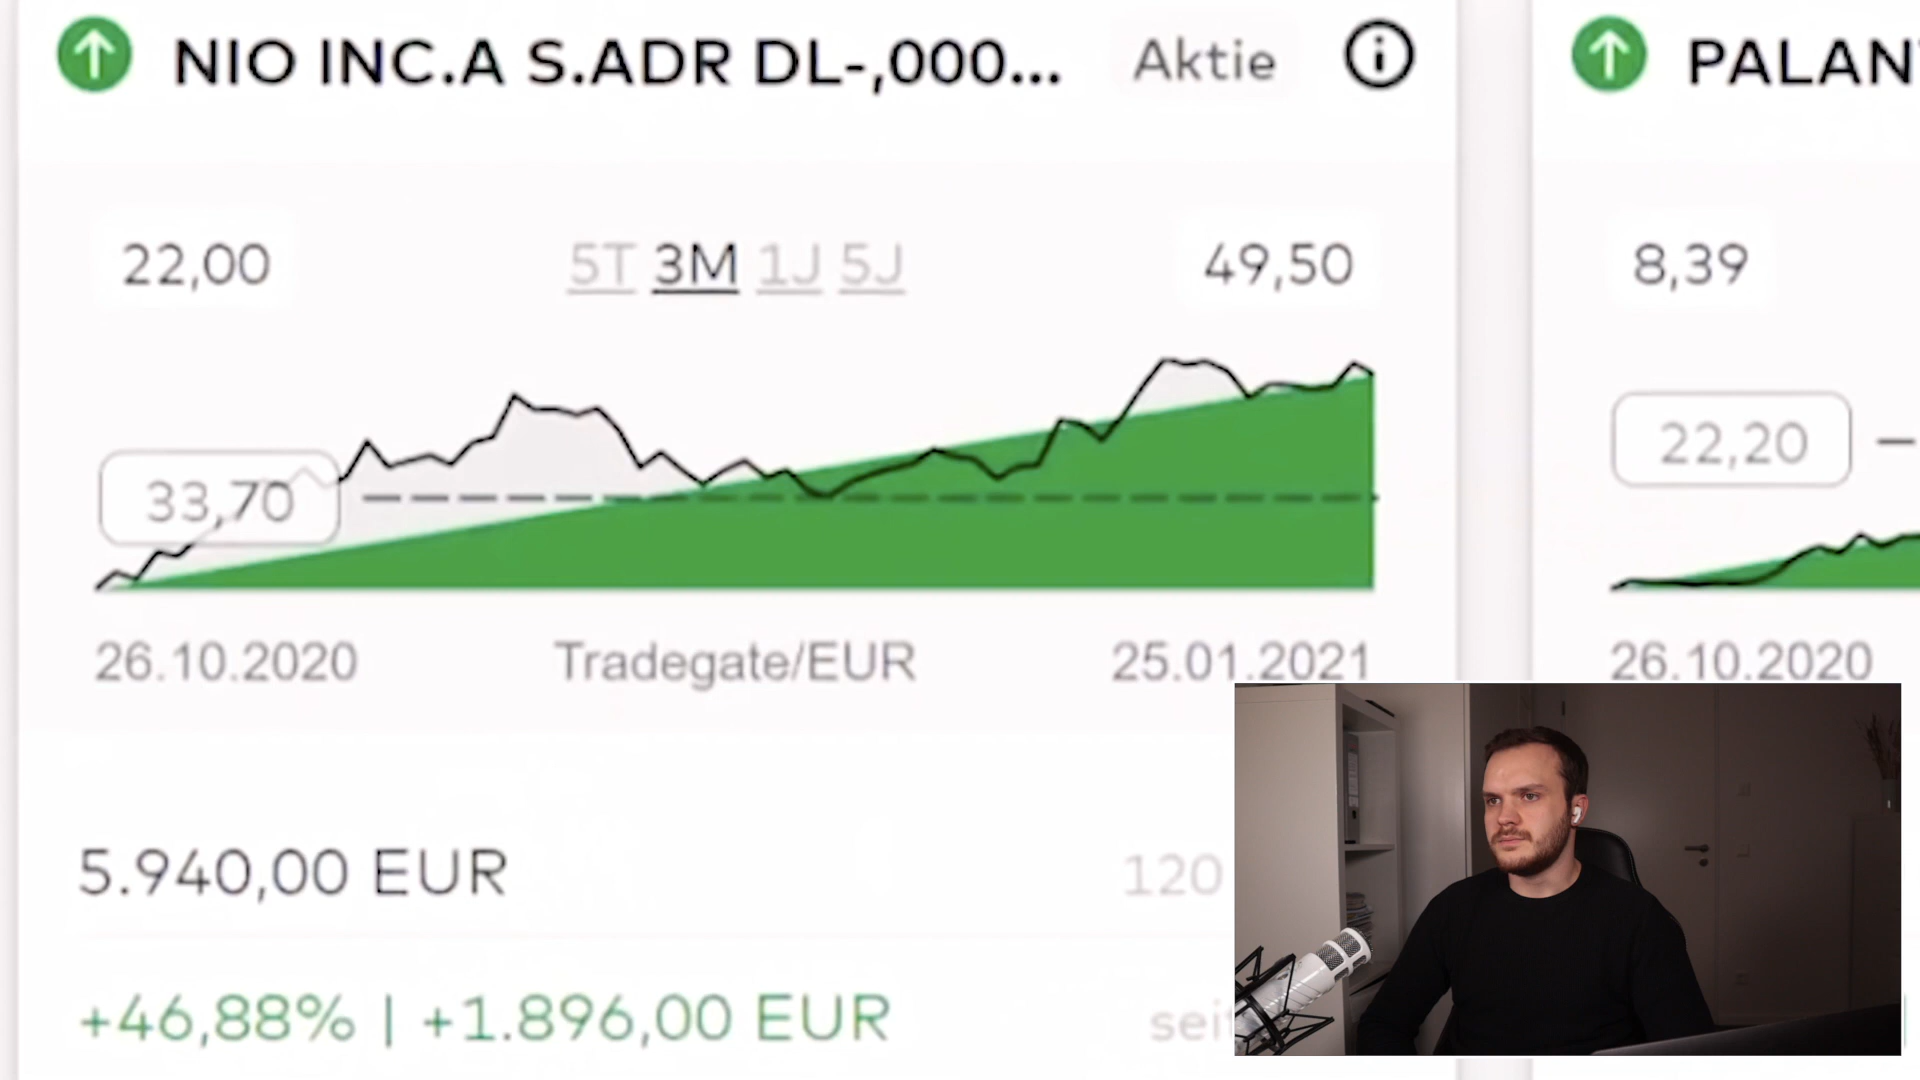 NIO INC.A S.ADR DL-,000... Aktie
22,00 5T 3M 1J 5J 49,50
33,70
26.10.2020 Tradegate/EUR 25.01.2021
5.940,00 EUR 120
+46,88% | +1.896,00 EUR
8,39
22,20
26.10.2020